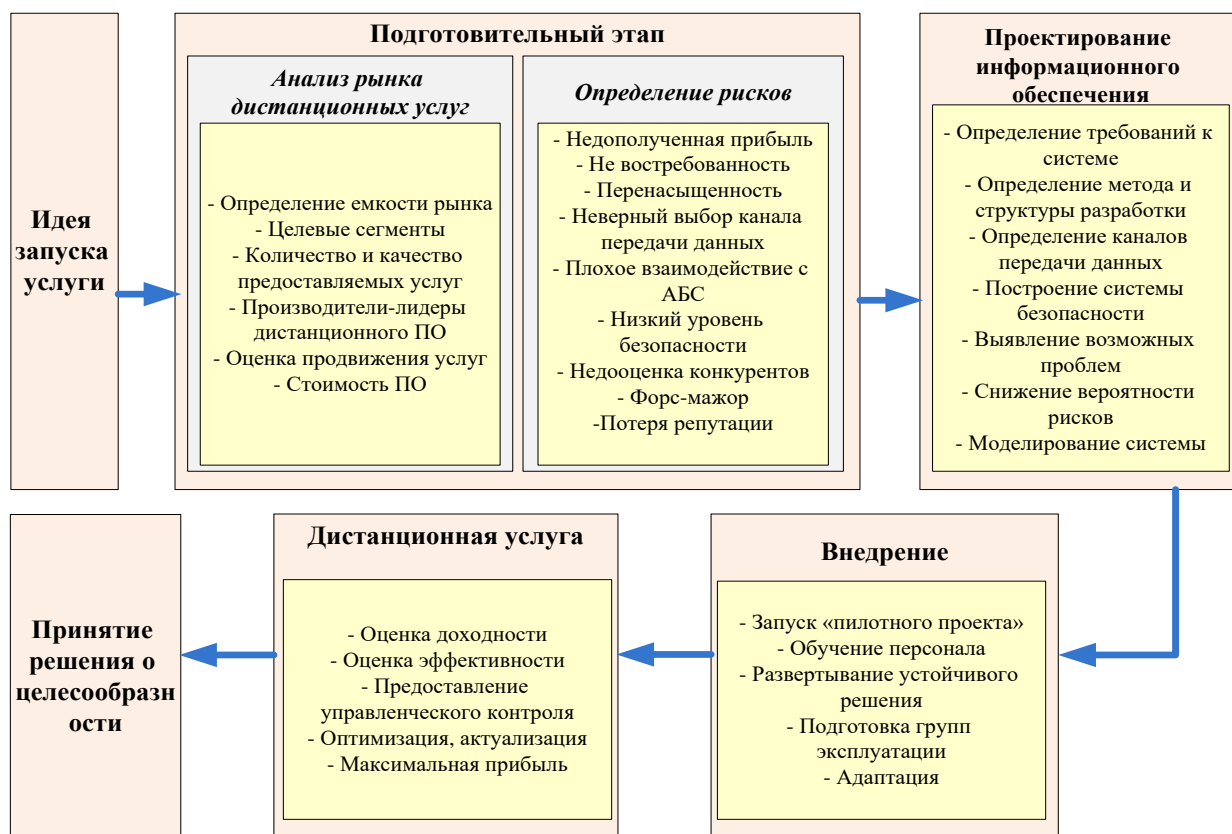 Идея
запуска
услуги
Подготовительный этап
Анализ рынка
дистанционных услуг
- Определение емкости рынка
- Целевые сегменты
- Количество и качество
предоставляемых услуг
- Производители-лидеры
дистанционного ПО
- Оценка продвижения услуг
- Стоимость ПО
Определение рисков
- Недополученная прибыль
- Не востребованность
- Перенасыщенность
- Неверный выбор канала
передачи данных
- Плохое взаимодействие с
АБС
- Низкий уровень
безопасности
- Недооценка конкурентов
- Форс-мажор
-Потеря репутации
Проектирование
информационного
обеспечения
- Определение требований к
системе
- Определение метода и
структуры разработки
- Определение каналов
передачи данных
- Построение системы
безопасности
- Выявление возможных
проблем
- Снижение вероятности
рисков
- Моделирование системы
Внедрение
- Запуск «пилотного проекта»
- Обучение персонала
- Развертывание устойчивого
решения
- Подготовка групп
эксплуатации
- Адаптация
Дистанционная услуга
- Оценка доходности
- Оценка эффективности
- Предоставление
управленческого контроля
- Оптимизация, актуализация
- Максимальная прибыль
Принятие
решения о
целесообразн
ости